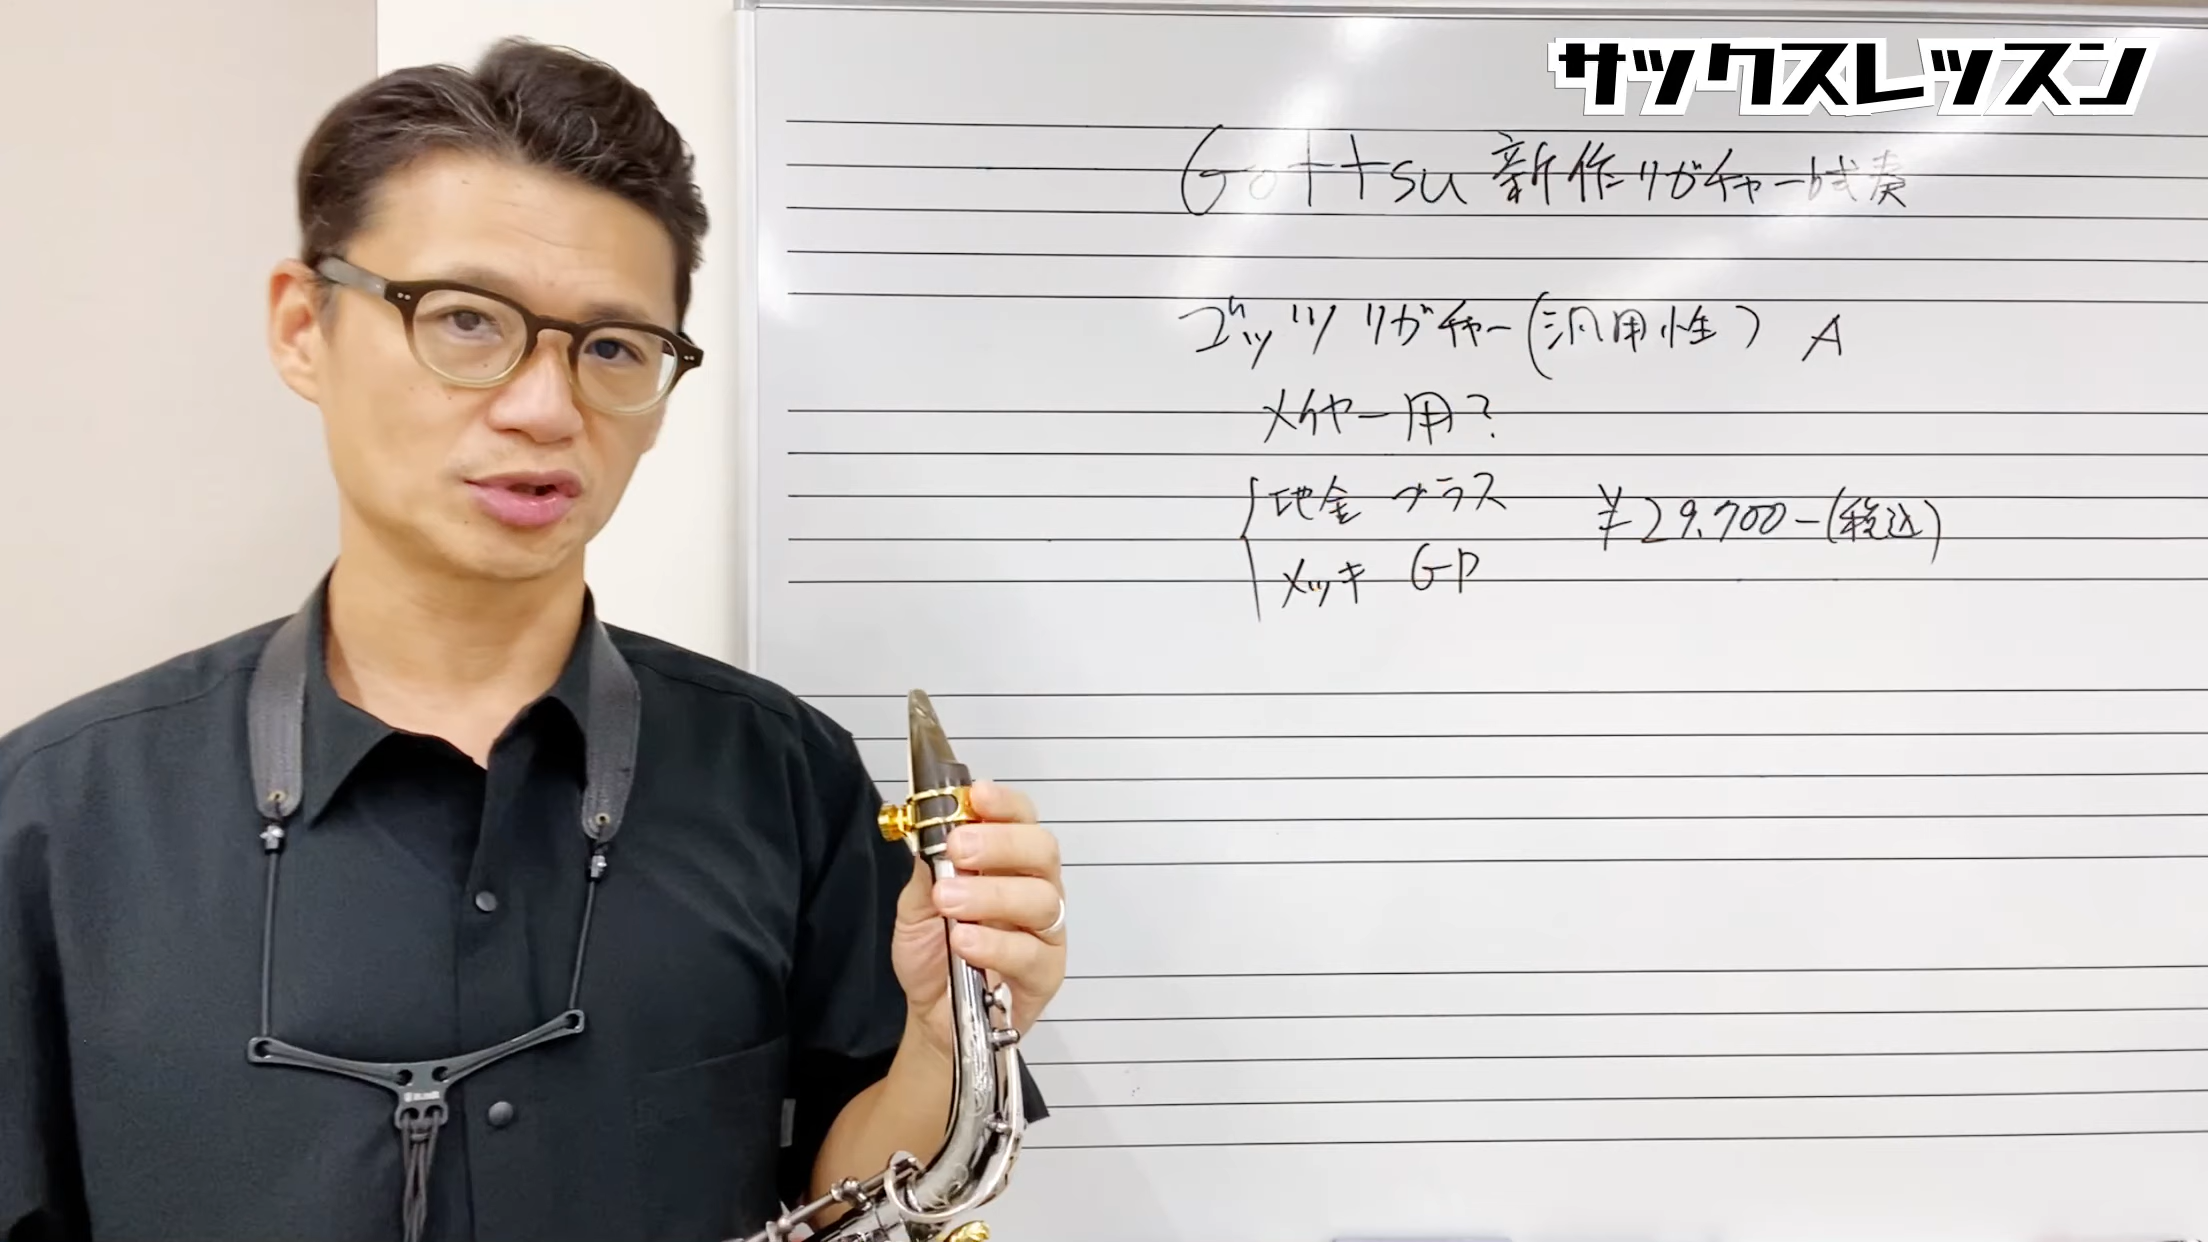 サックスレッスン
Gottsu 新作リガチャー試奏
ゴッツ リガチャー(汎用性) A
メイヤー用?
地金 ブラス ¥29.700-(税込)
メッキ GP